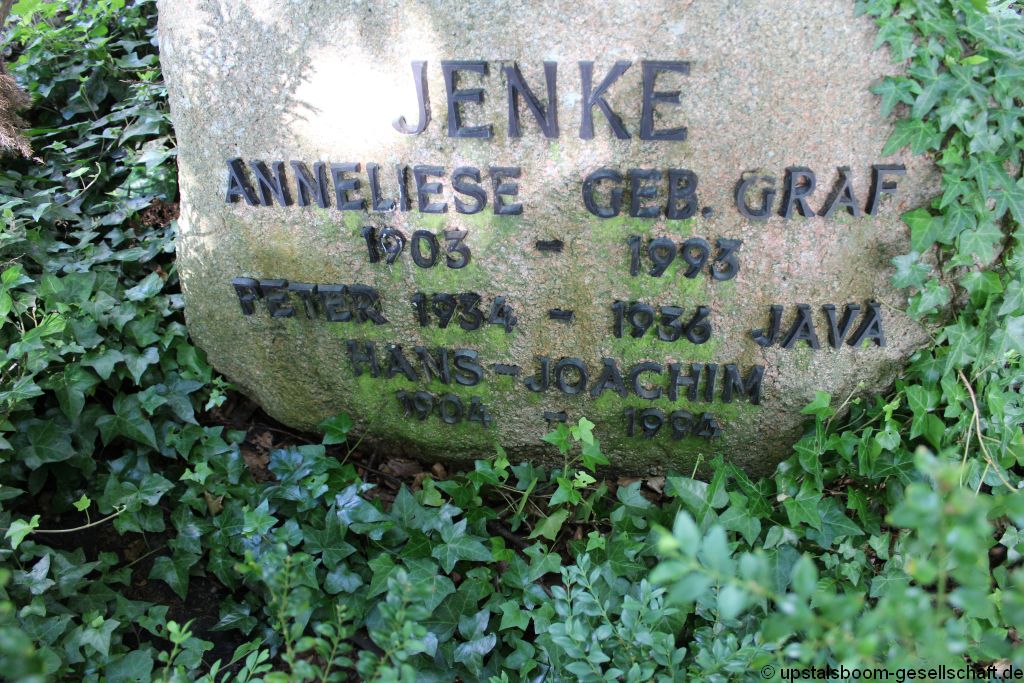 JENKE
ANNELIESE GEB. GRAF
1903 - 1993
PETER 1934 - 1936 JAVA
HANS-JOACHIM
1904 - 1994
© upstalsboom-gesellschaft.de